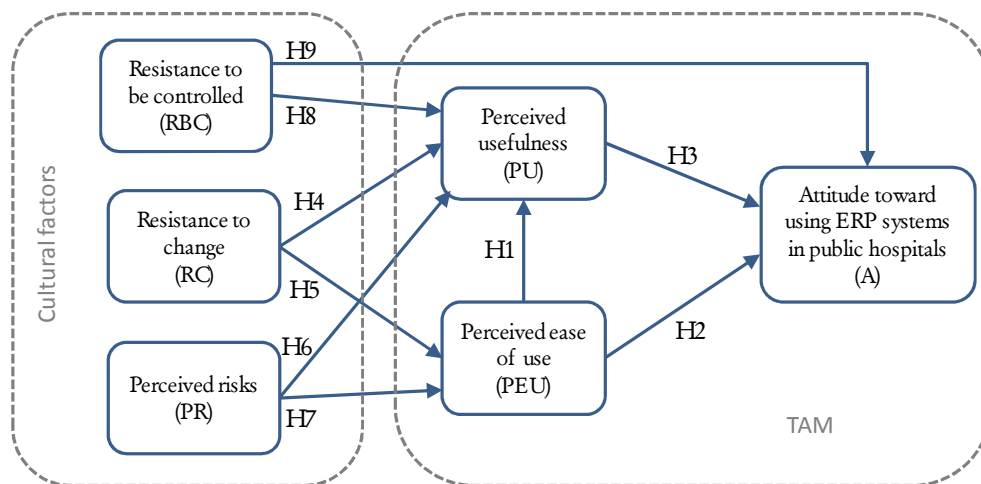 Cultural factors
Resistance to
be controlled
(RBC)
Resistance to
change
(RC)
Perceived risks
(PR)
H9
H8
H4
H5
H6
H7
Perceived
usefulness
(PU)
H1
Perceived ease
of use
(PEU)
H3
H2
Attitude toward
using ERP systems
in public hospitals
(A)
TAM